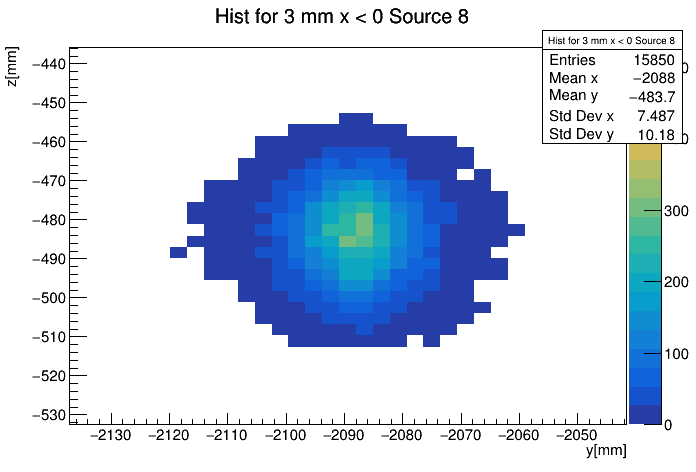 Hist for 3 mm x < 0 Source 8
z[mm]
Hist for 3 mm x < 0 Source 8
Entries 15850
Mean x −2088
Mean y −483.7
Std Dev x 7.487
Std Dev y 10.18
−440
−450
−460
−470
−480
−490
−500
−510
−520
−530
0
0
300
200
100
0
−2130 −2120 −2110 −2100 −2090 −2080 −2070 −2060 −2050
y[mm]